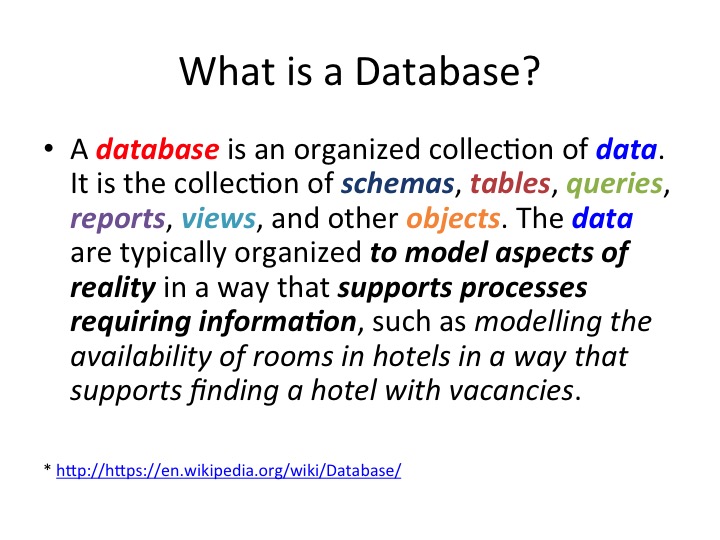 What is a Database?
• A database is an organized collection of data.
It is the collection of schemas, tables, queries,
reports, views, and other objects. The data
are typically organized to model aspects of
reality in a way that supports processes
requiring information, such as modelling the
availability of rooms in hotels in a way that
supports finding a hotel with vacancies.
* http://https://en.wikipedia.org/wiki/Database/